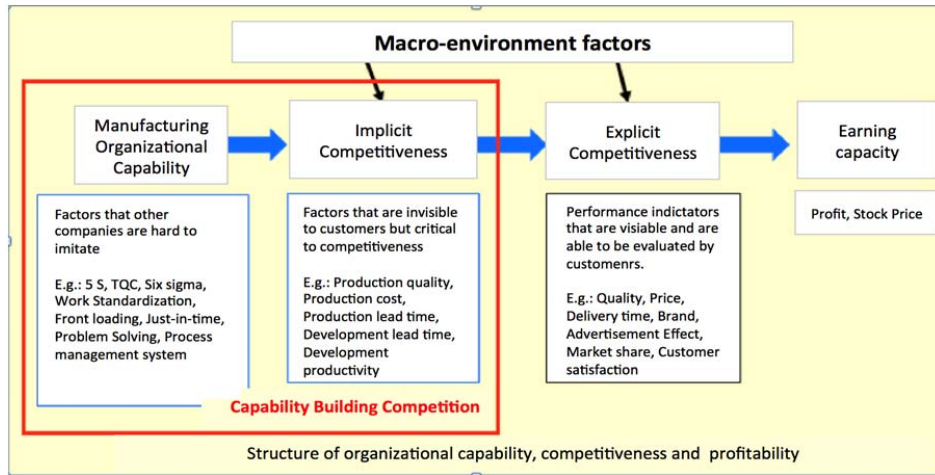 Macro-environment factors
Manufacturing
Organizational
Capability
Implicit
Competitiveness
Explicit
Competitiveness
Earning
capacity
Factors that other
companies are hard to
imitate
E.g.: 5 S, TQC, Six sigma,
Work Standardization,
Front loading, Just-in-time,
Problem Solving, Process
management system
Factors that are invisible
to customers but critical
to competitiveness
E.g.: Production quality,
Production cost,
Production lead time,
Development lead time,
Development
productivity
Performance indictators
that are visiable and are
able to be evaluated by
customenrs.
E.g.: Quality, Price,
Delivery time, Brand,
Advertisement Effect,
Market share, Customer
satisfaction
Profit, Stock Price
Capability Building Competition
Structure of organizational capability, competitiveness and profitability